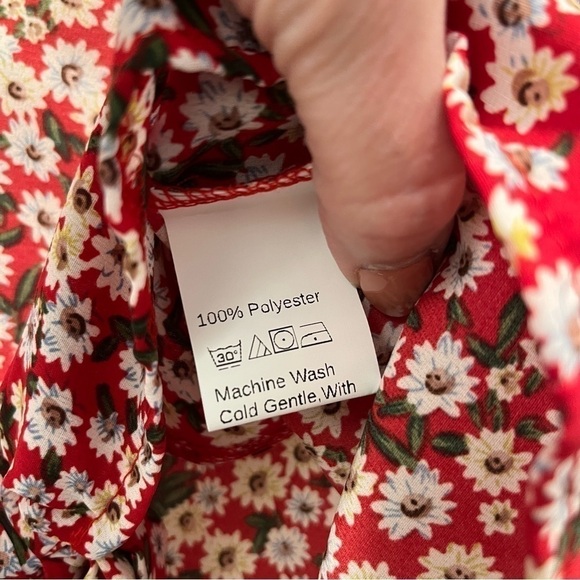 100% Polyester
30°
Machine Wash
Cold Gentle,With